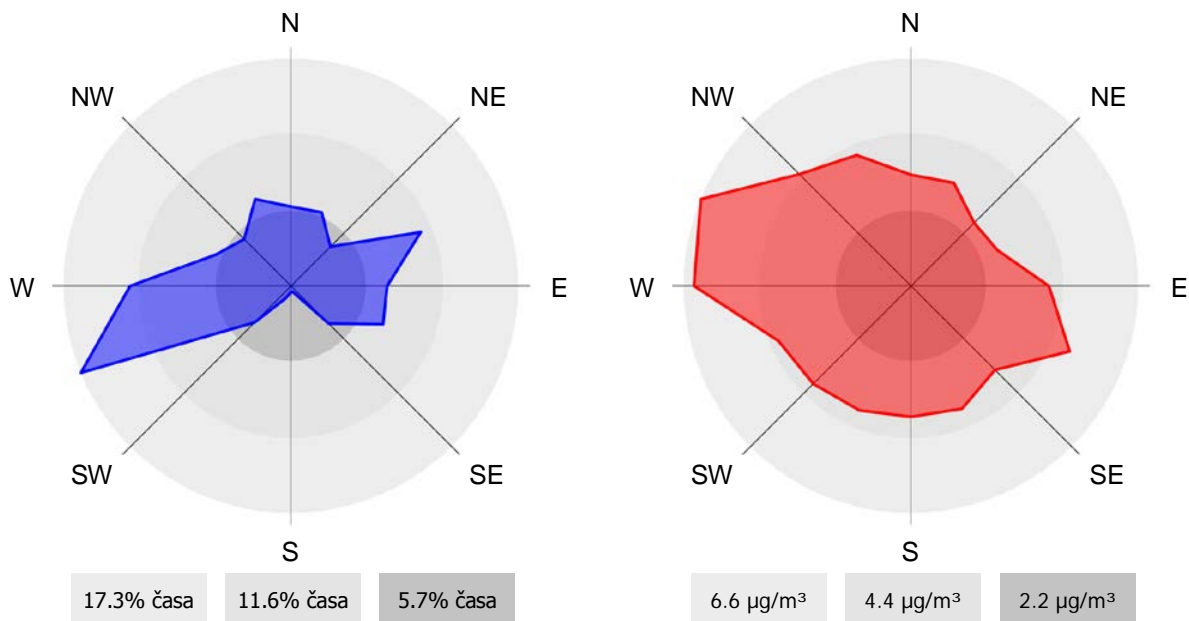 N
NW
NE
W
E
SW
SE
S
17.3% časa
11.6% časa
5.7% časa
N
NW
NE
W
E
SW
SE
S
6.6 µg/m³
4.4 µg/m³
2.2 µg/m³